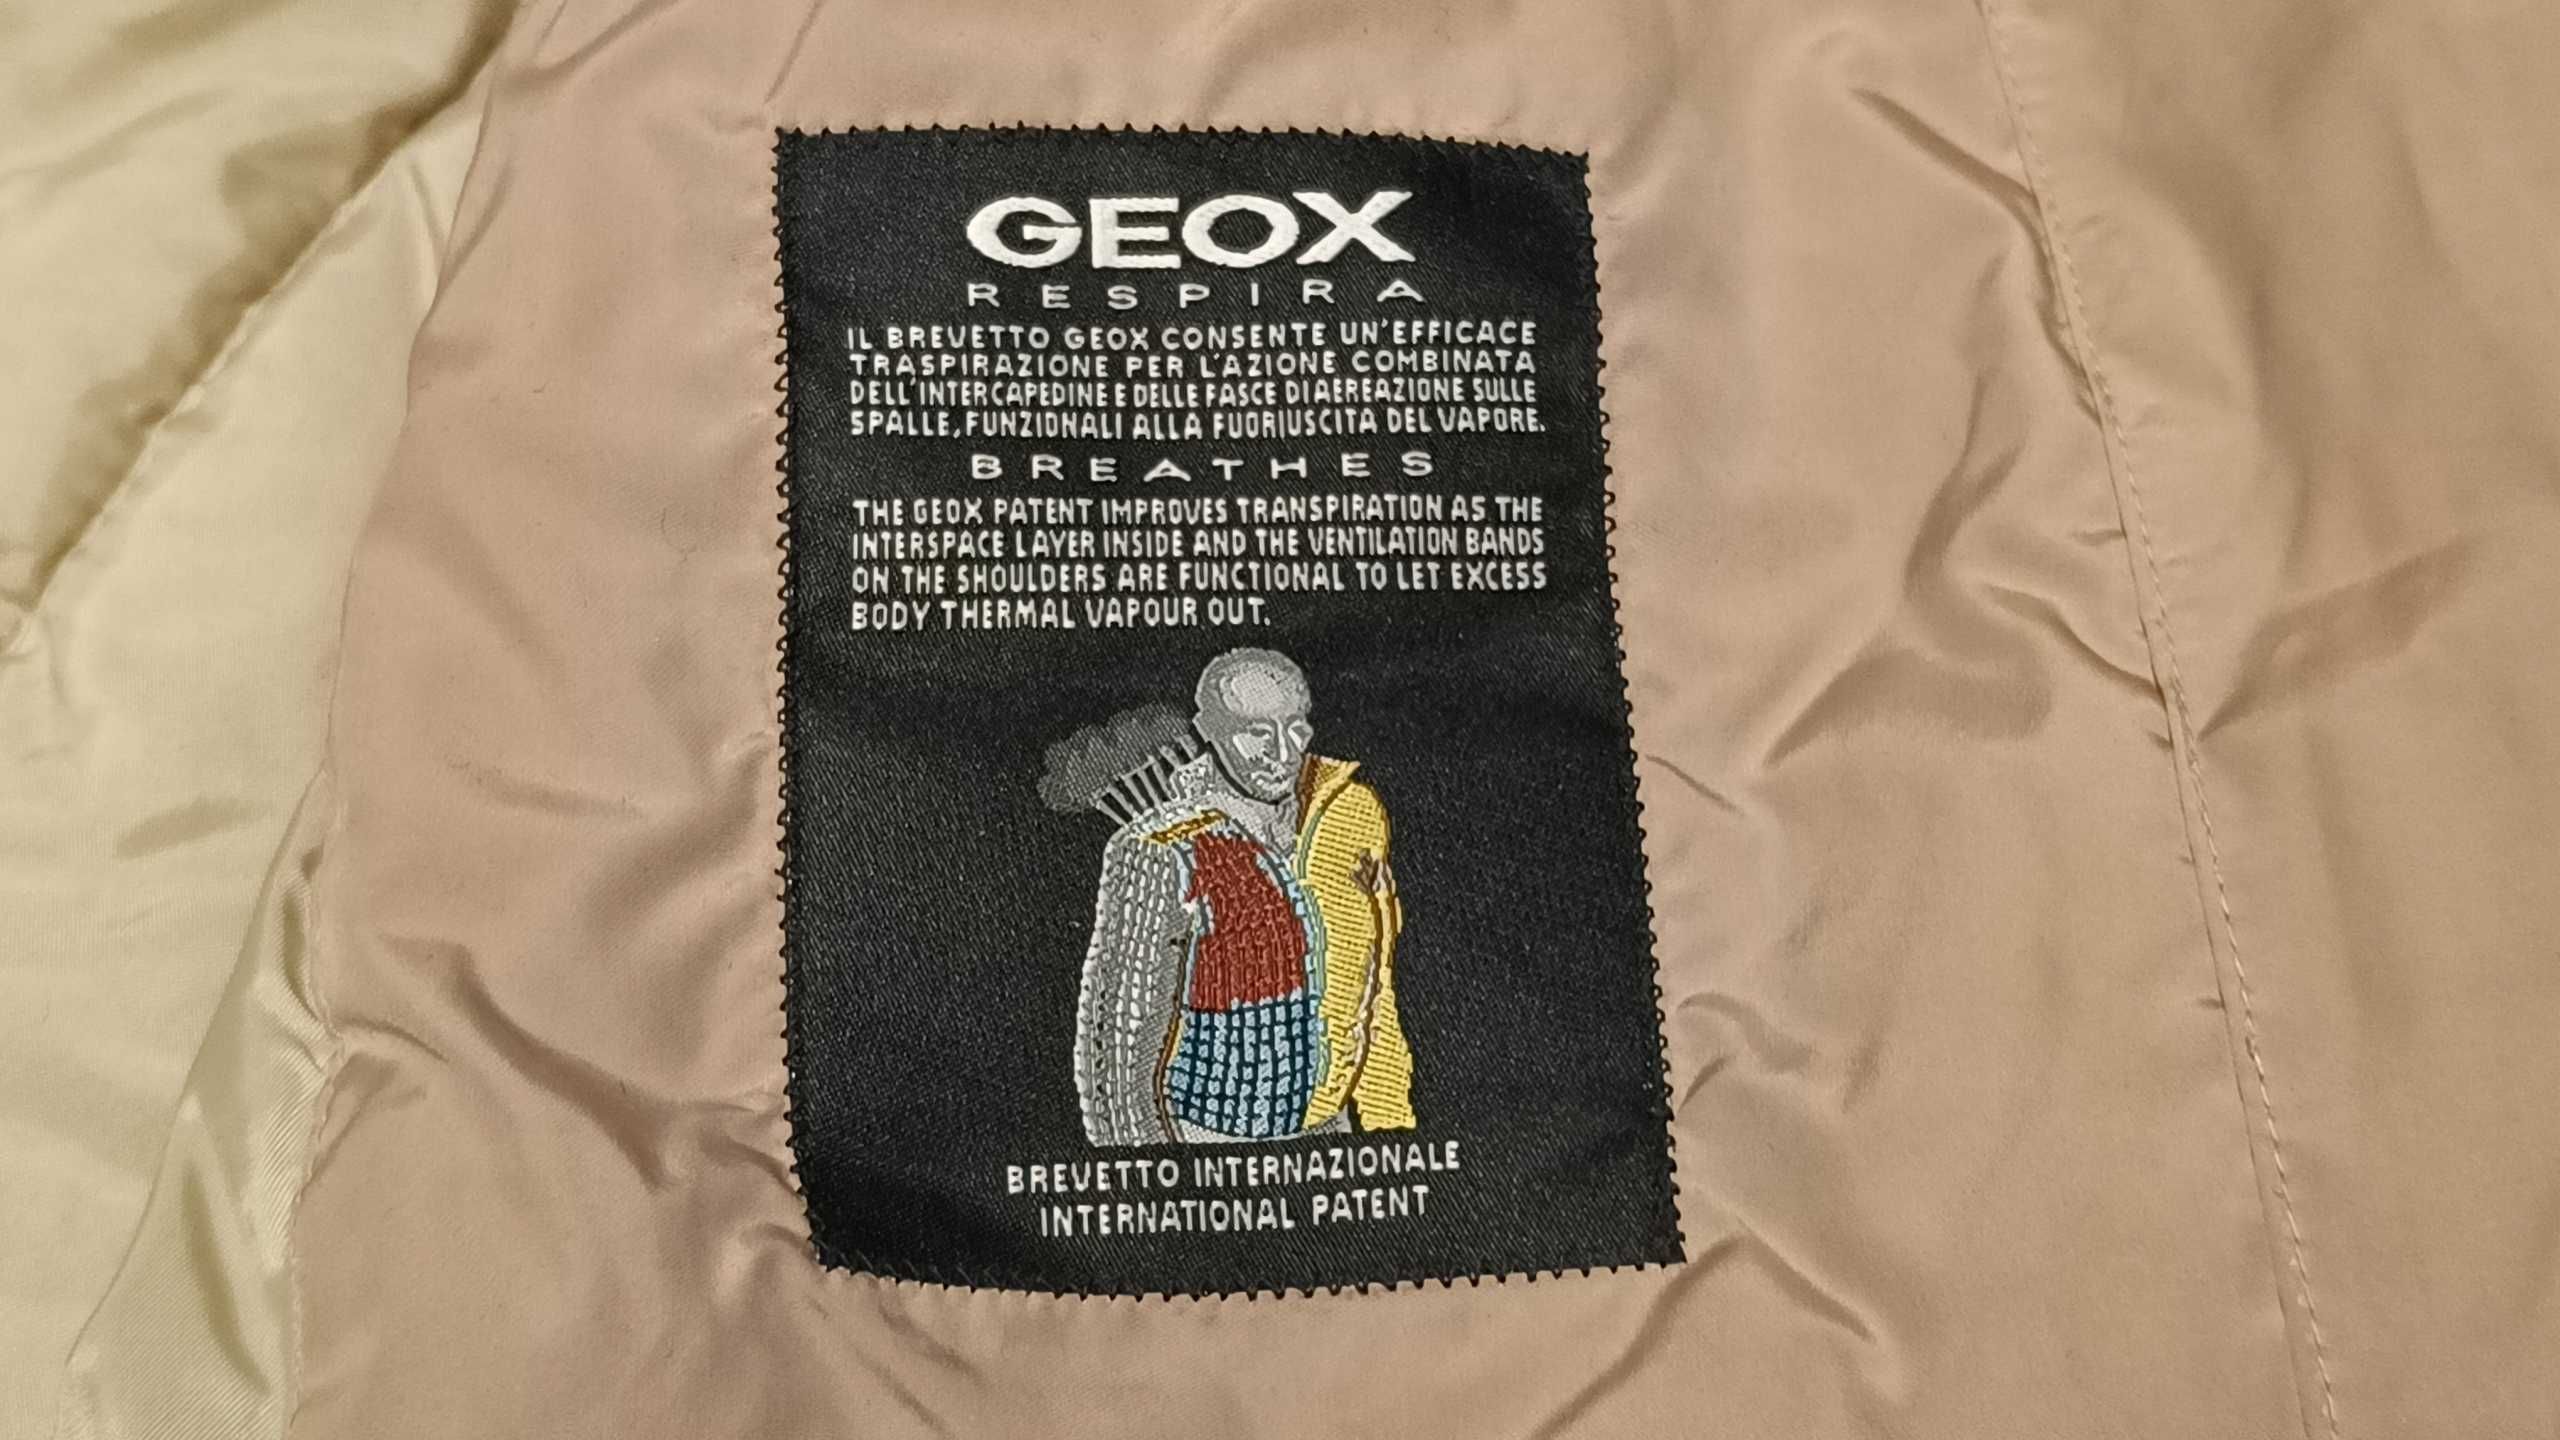 GEOX
RESPIRA
IL BREVETTO GEOX CONSENTE UN'EFFICACE
TRASPIRAZIONE PER L'AZIONE COMBINATA
DELL'INTERCAPEDINE E DELLE FASCE DI AEREAZIONE SULLE
SPALLE, FUNZIONALI ALLA FUORIUSCITA DEL VAPORE.
BREATHES
THE GEOX PATENT IMPROVES TRANSPIRATION AS THE
INTERSPACE LAYER INSIDE AND THE VENTILATION BANDS
ON THE SHOULDERS ARE FUNCTIONAL TO LET EXCESS
BODY THERMAL VAPOUR OUT.
BREVETTO INTERNAZIONALE
INTERNATIONAL PATENT